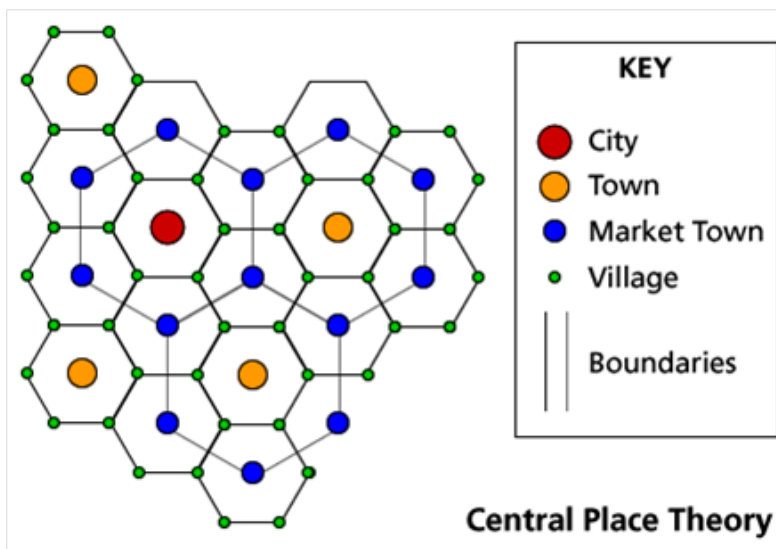 KEY
City
Town
Market Town
Village
Boundaries
Central Place Theory